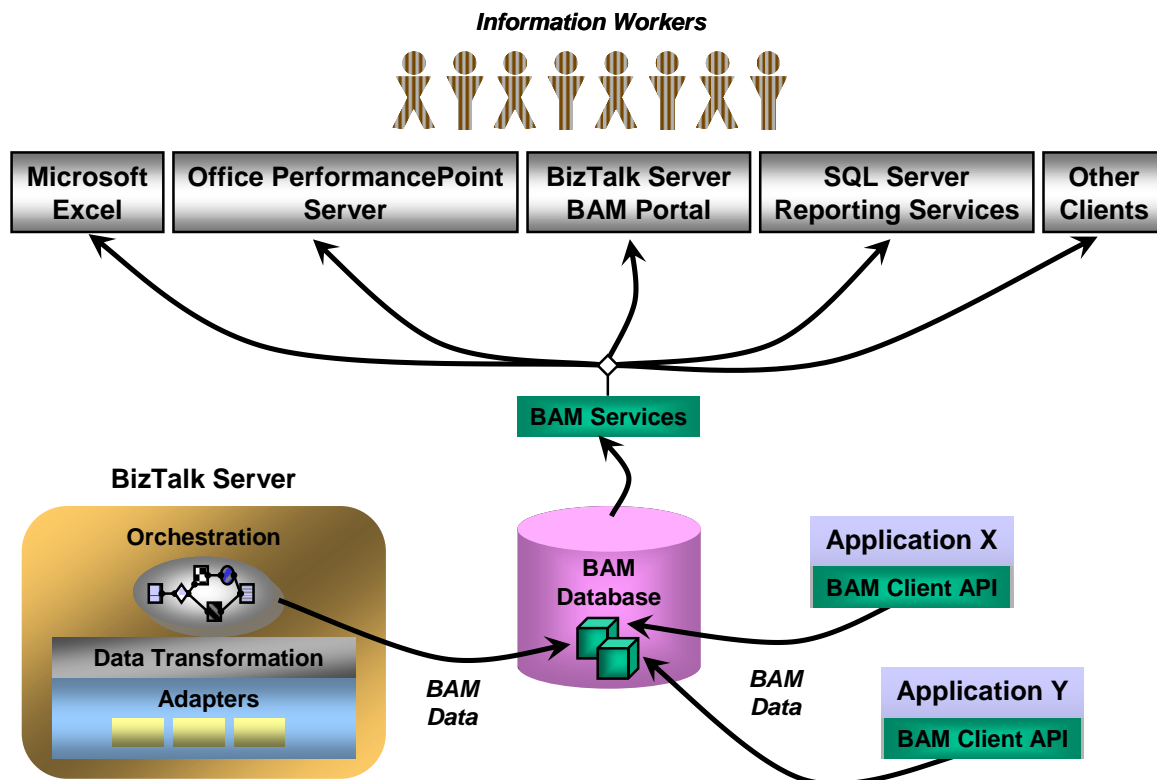 Information Workers
Microsoft
Excel
Office PerformancePoint
Server
BizTalk Server
BAM Portal
SQL Server
Reporting Services
Other
Clients
BAM Services
BizTalk Server
Orchestration
Data Transformation
Adapters
BAM
Data
BAM
Database
Application X
BAM Client API
BAM
Data
Application Y
BAM Client API